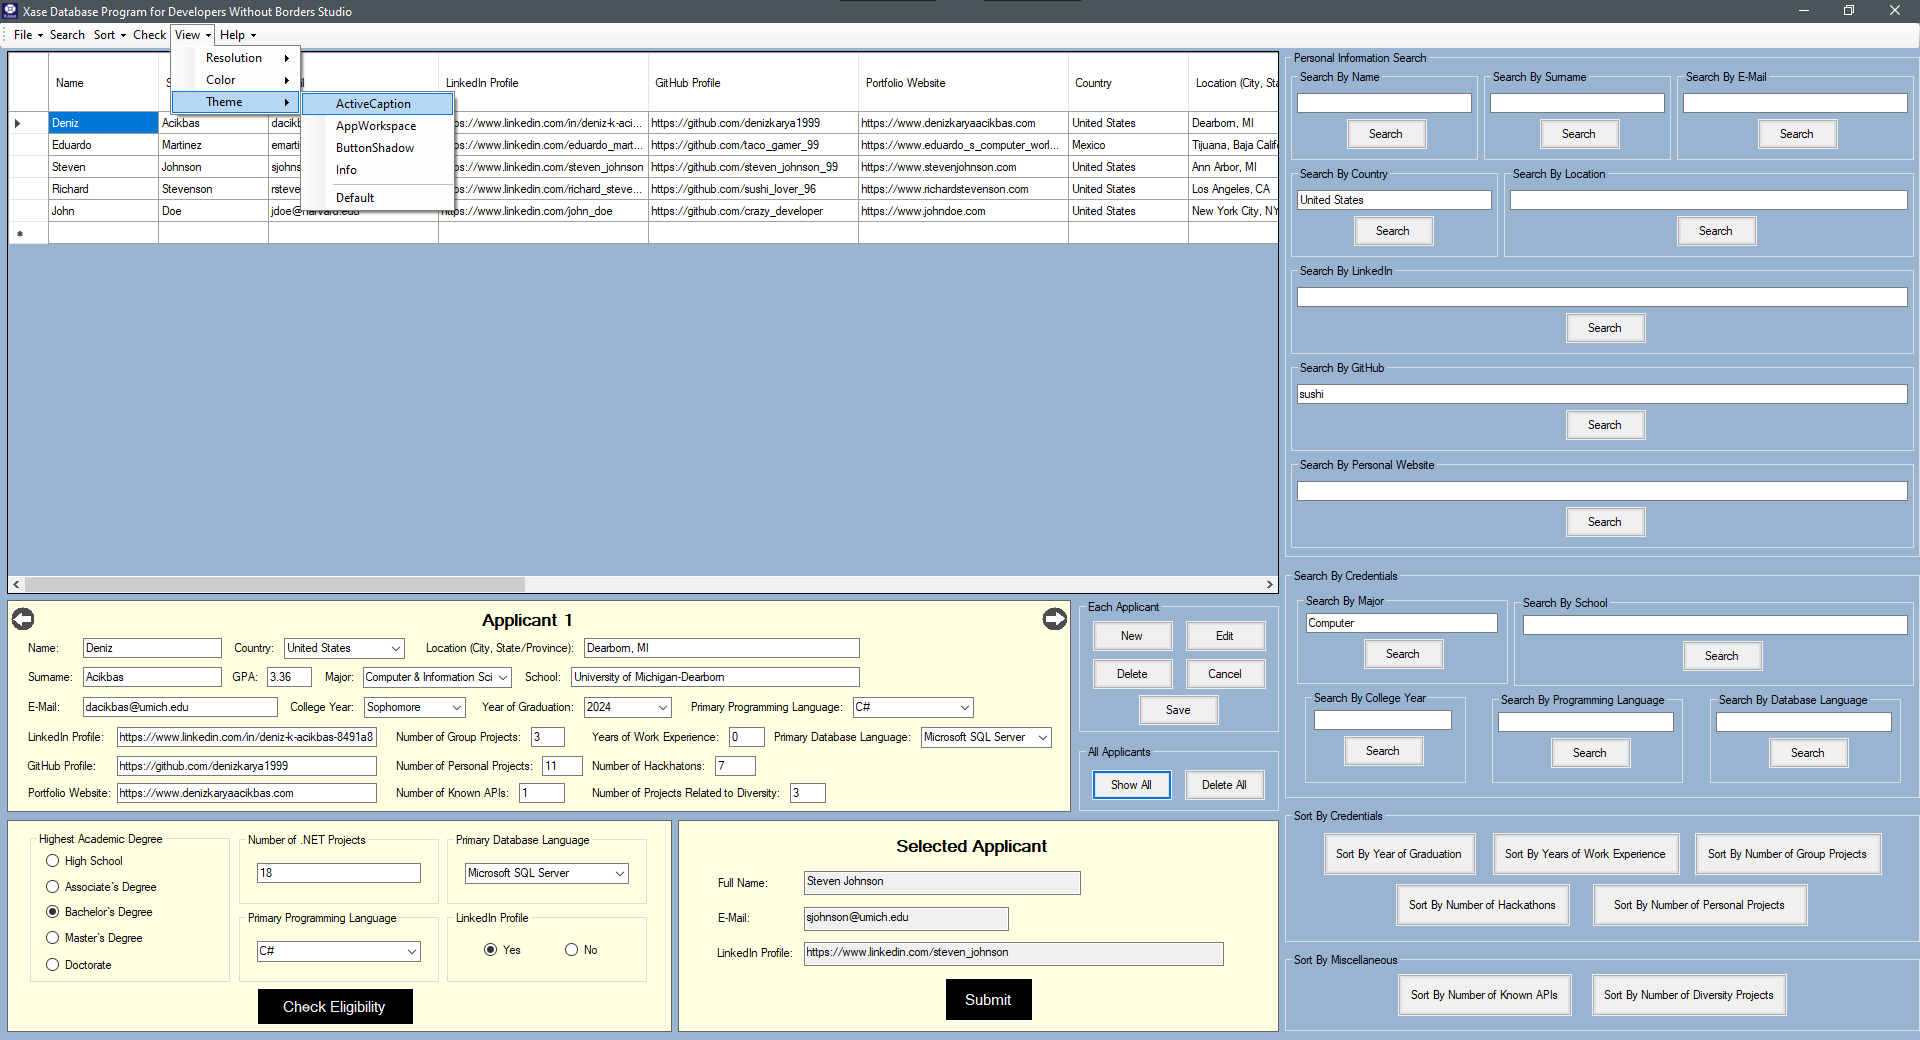 Xase Database Program for Developers Without Borders Studio
File Search Sort Check View Help
Resolution
Color
Theme
ActiveCaption
AppWorkspace
ButtonShadow
Info
Default
Name LinkedIn Profile GitHub Profile Portfolio Website Country Location (City, Sta
Deniz Acikbas dacikb ps://www.linkedin.com/in/deniz-k-aci... https://github.com/denizkarya1999 https://www.denizkaryaacikbas.com United States Dearborn, MI
Eduardo Martinez emarti ps://www.linkedin.com/eduardo_mart... https://github.com/taco_gamer_99 https://www.eduardo_s_computer_worl... Mexico Tijuana, Baja Calif
Steven Johnson sjohns ps://www.linkedin.com/steven_johnson https://github.com/steven_johnson_99 https://www.stevenjohnson.com United States Ann Arbor, MI
Richard Stevenson rsteve ps://www.linkedin.com/richard_steve... https://github.com/sushi_lover_96 https://www.richardstevenson.com United States Los Angeles, CA
John Doe jdoe@harvard.edu https://www.linkedin.com/john_doe https://github.com/crazy_developer https://www.johndoe.com United States New York City, NY
Applicant 1
Name: Deniz Country: United States Location (City, State/Province): Dearborn, MI
Surname: Acikbas GPA: 3.36 Major: Computer & Information Sci School: University of Michigan-Dearborn
E-Mail: dacikbas@umich.edu College Year: Sophomore Year of Graduation: 2024 Primary Programming Language: C#
LinkedIn Profile: https://www.linkedin.com/in/deniz-k-acikbas-8491a8 Number of Group Projects: 3 Years of Work Experience: 0 Primary Database Language: Microsoft SQL Server
GitHub Profile: https://github.com/denizkarya1999 Number of Personal Projects: 11 Number of Hackhatons: 7
Portfolio Website: https://www.denizkaryaacikbas.com Number of Known APIs: 1 Number of Projects Related to Diversity: 3
Each Applicant
New Edit
Delete Cancel
Save
All Applicants
Show All Delete All
Highest Academic Degree
High School
Associate's Degree
Bachelor's Degree
Master's Degree
Doctorate
Number of .NET Projects
18
Primary Database Language
Microsoft SQL Server
Primary Programming Language
C#
LinkedIn Profile
Yes No
Check Eligibility
Selected Applicant
Full Name: Steven Johnson
E-Mail: sjohnson@umich.edu
LinkedIn Profile: https://www.linkedin.com/steven_johnson
Submit
Personal Information Search
Search By Name Search By Surname Search By E-Mail
Search Search Search
Search By Country Search By Location
United States
Search Search
Search By LinkedIn
Search
Search By GitHub
sushi
Search
Search By Personal Website
Search
Search By Credentials
Search By Major Search By School
Computer
Search Search
Search By College Year Search By Programming Language Search By Database Language
Search Search Search
Sort By Credentials
Sort By Year of Graduation Sort By Years of Work Experience Sort By Number of Group Projects
Sort By Number of Hackathons Sort By Number of Personal Projects
Sort By Miscellaneous
Sort By Number of Known APIs Sort By Number of Diversity Projects